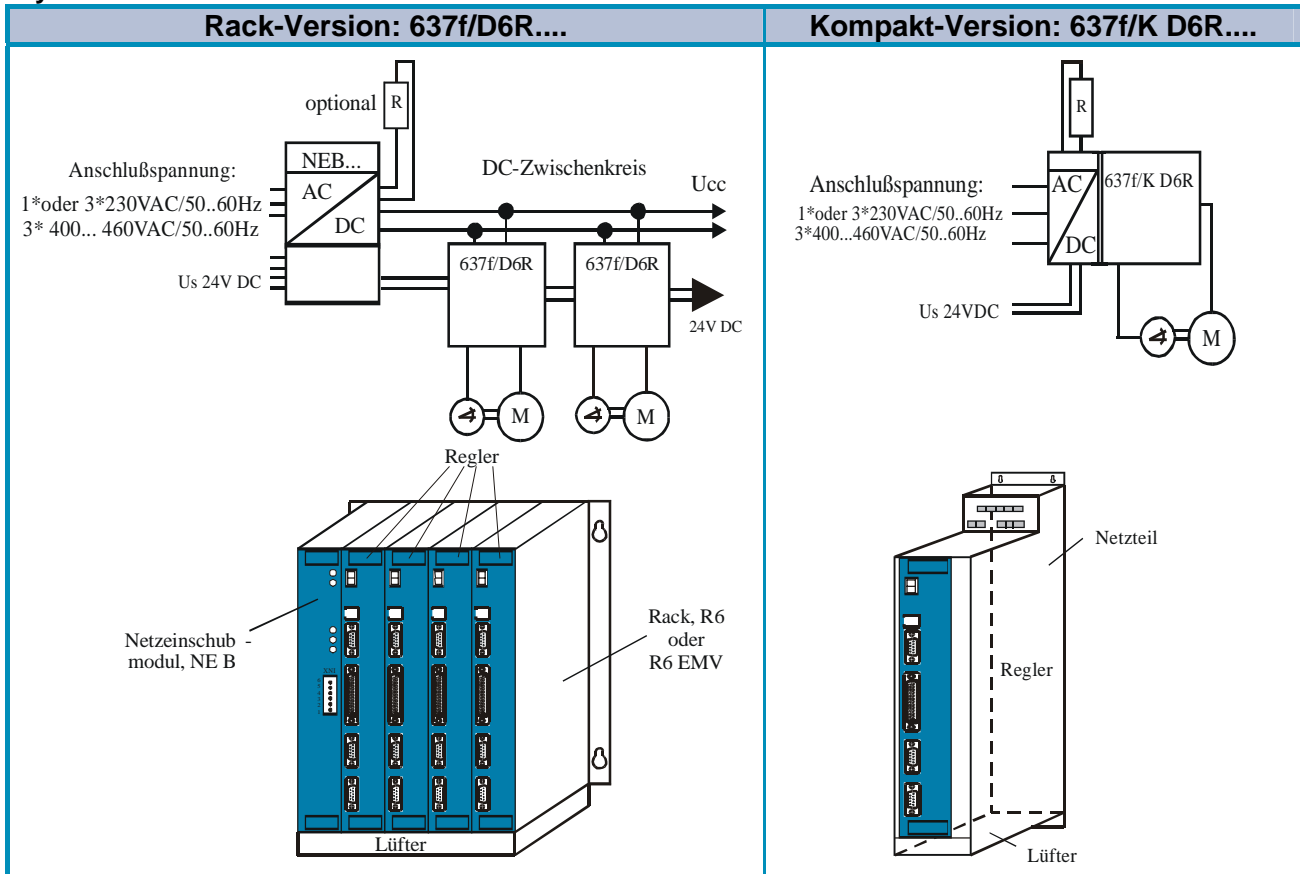 Rack-Version: 637f/D6R....
Kompakt-Version: 637f/K D6R....
optional
R
NEB...
AC
DC
Anschlußspannung:
1*oder 3*230VAC/50..60Hz
3* 400... 460VAC/50..60Hz
Us 24V DC
DC-Zwischenkreis
Ucc
637f/D6R
637f/D6R
24V DC
M
M
Regler
Netzeinschub -
modul, NE B
XN1
Rack, R6
oder
R6 EMV
Lüfter
R
Anschlußspannung:
1*oder 3*230VAC/50..60Hz
3*400...460VAC/50..60Hz
AC
DC
637f/K D6R
Us 24VDC
M
Netzteil
Regler
Lüfter